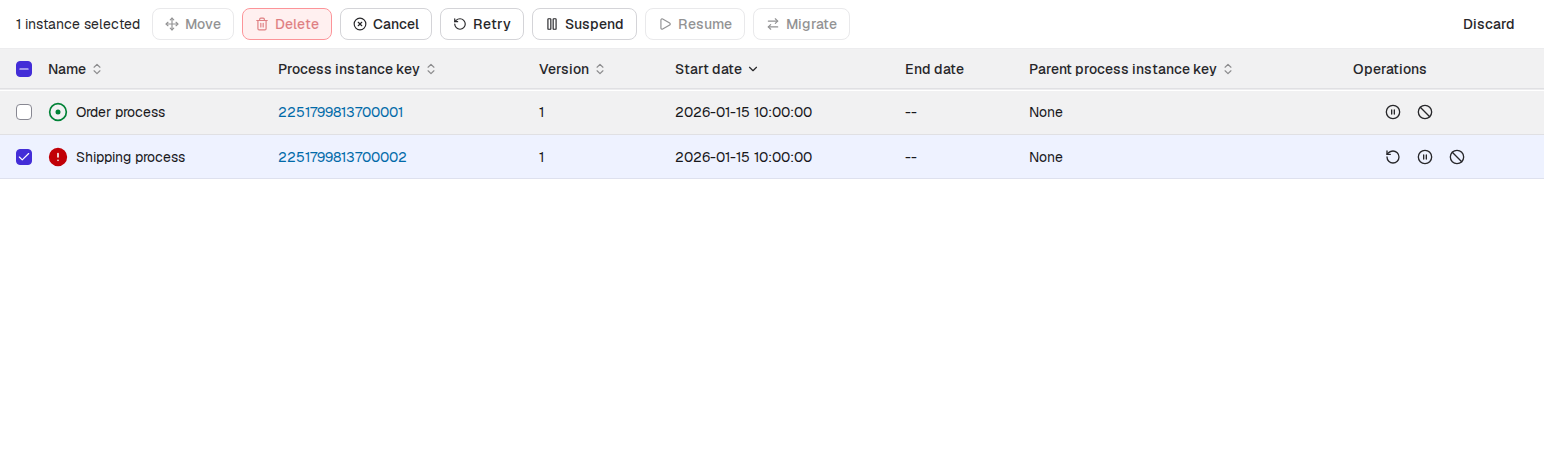 1 instance selected Move Delete Cancel Retry Suspend Resume Migrate Discard
Name Process instance key Version Start date End date Parent process instance key Operations
Order process 2251799813700001 1 2026-01-15 10:00:00 -- None
Shipping process 2251799813700002 1 2026-01-15 10:00:00 -- None